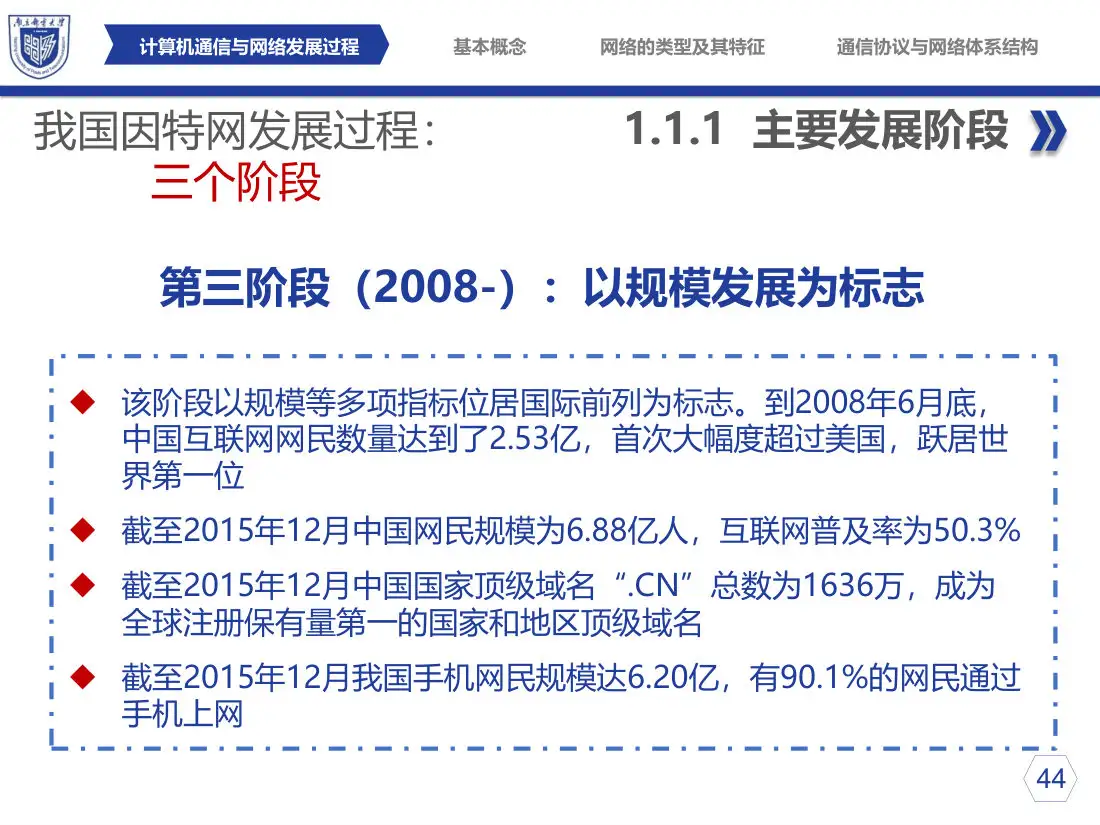 计算机通信与网络发展过程
基本概念
网络的类型及其特征
通信协议与网络体系结构
我国因特网发展过程：
三个阶段
1.1.1 主要发展阶段
第三阶段（2008-）：以规模发展为标志
该阶段以规模等多项指标位居国际前列为标志。到2008年6月底，
中国互联网网民数量达到了2.53亿，首次大幅度超过美国，跃居世
界第一位
截至2015年12月中国网民规模为6.88亿人，互联网普及率为50.3%
截至2015年12月中国国家顶级域名“.CN”总数为1636万，成为
全球注册保有量第一的国家和地区顶级域名
截至2015年12月我国手机网民规模达6.20亿，有90.1%的网民通过
手机上网
44